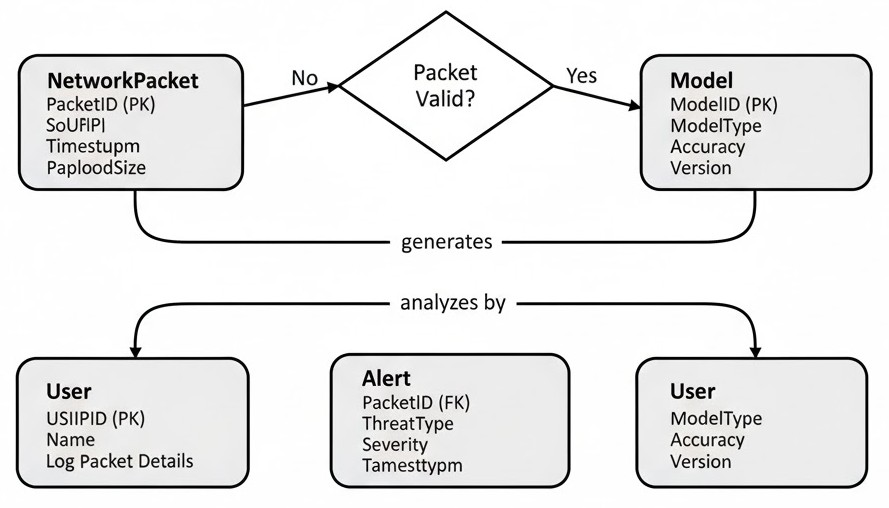 NetworkPacket
PacketID (PK)
SoUFIPI
Timestupm
PaploodSize
No
Packet
Valid?
Yes
Model
ModelID (PK)
ModelType
Accuracy
Version
generates
analyzes by
User
USIIPID (PK)
Name
Log Packet Details
Alert
PacketID (FK)
ThreatType
Severity
Tamesttypm
User
ModelType
Accuracy
Version